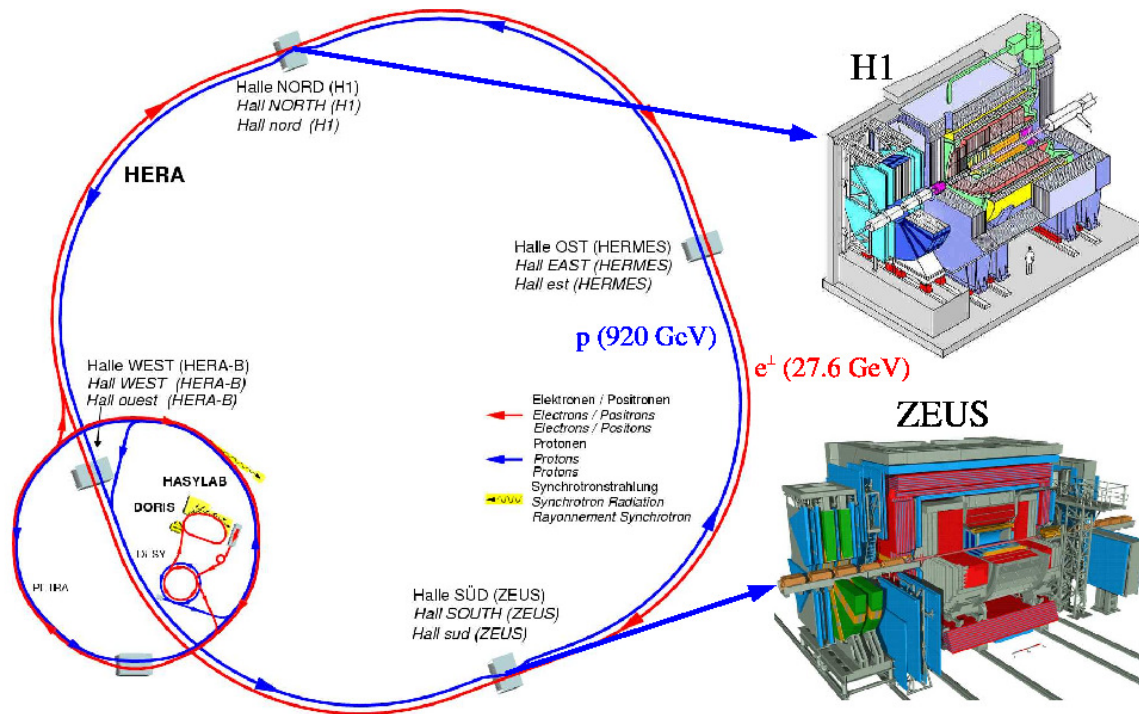 Halle NORD (H1)
Hall NORTH (H1)
Hall nord (H1)
HERA
H1
Halle OST (HERMES)
Hall EAST (HERMES)
Hall est (HERMES)
p (920 GeV)
e± (27.6 GeV)
Halle WEST (HERA-B)
Hall WEST (HERA-B)
Hall ouest (HERA-B)
Elektronen / Positronen
Electrons / Positrons
Electrons / Positons
Protonen
Protons
Protons
Synchrotronstrahlung
Synchrotron Radiation
Rayonnement Synchrotron
ZEUS
HASYLAB
DORIS
DESY
PETRA
Halle SÜD (ZEUS)
Hall SOUTH (ZEUS)
Hall sud (ZEUS)